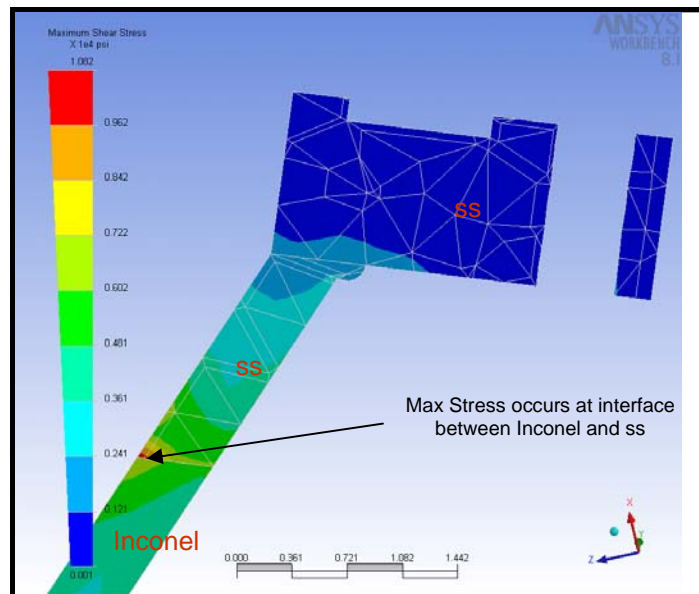 Maximum Shear Stress
X 1e4 psi
1.082
0.962
0.842
0.722
0.602
0.481
0.361
0.241
0.121
0.001
ANSYS
WORKBENCH
8.1
ss
ss
Max Stress occurs at interface
between Inconel and ss
Inconel
0.000 0.361 0.721 1.082 1.442
X
Y
Z